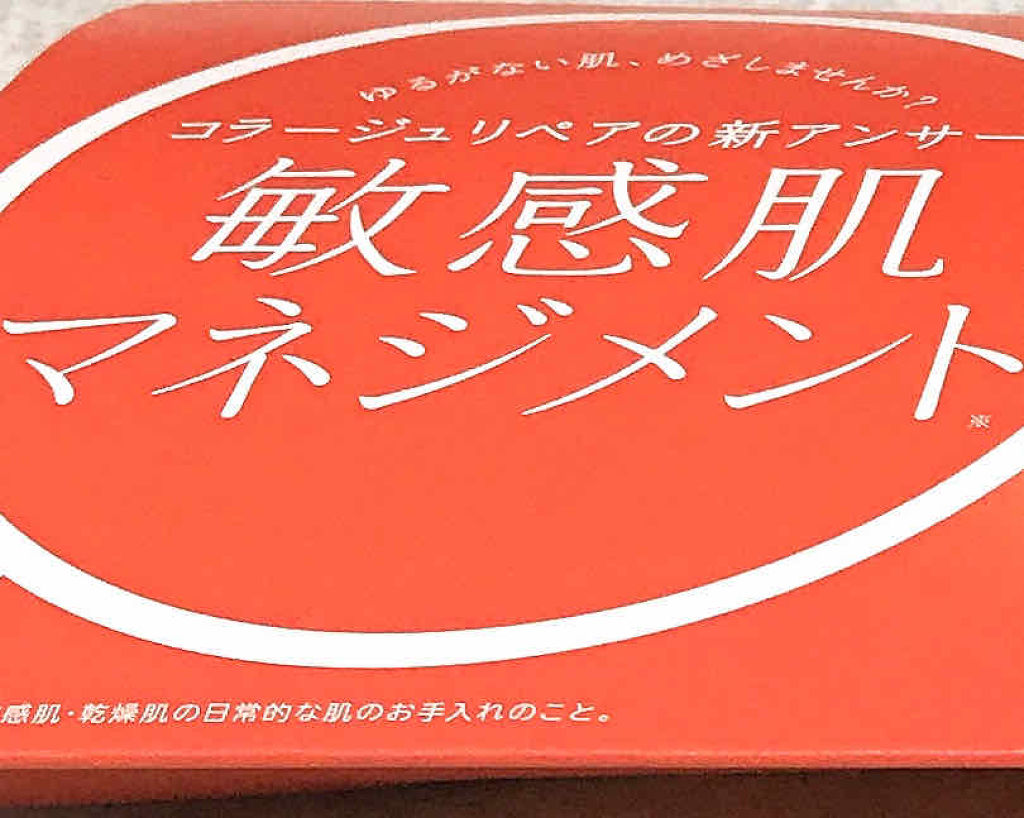 ゆるがない肌、めざしませんか?
コラージュリペアの新アンサー
敏感肌
マネジメント※
感肌・乾燥肌の日常的な肌のお手入れのこと。